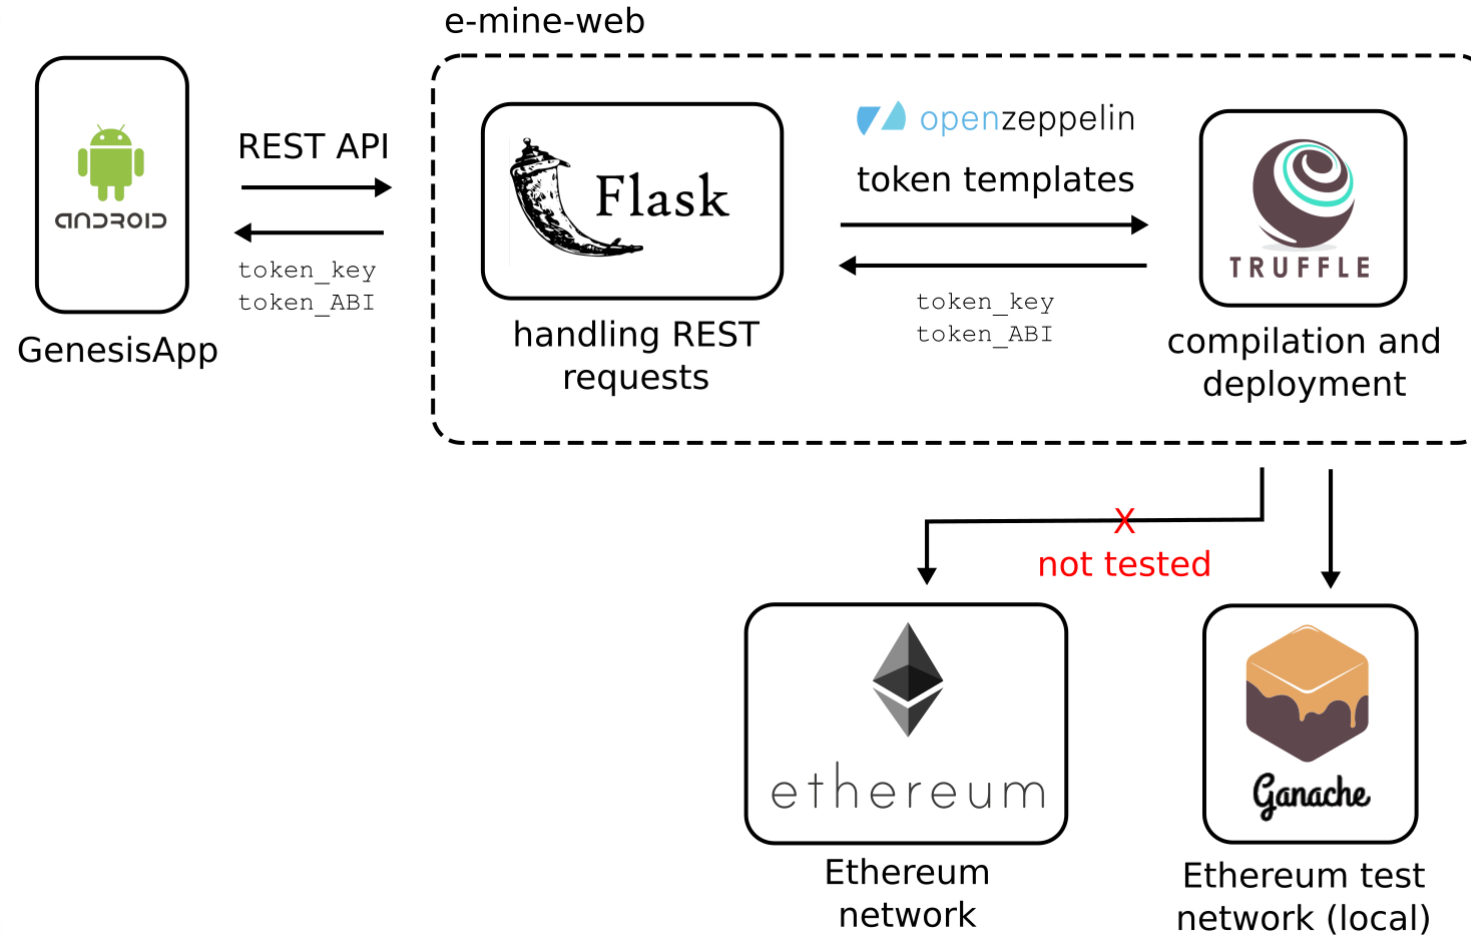 e-mine-web
REST API
token_key
token_ABI
ANDROID
GenesisApp
Flask
handling REST
requests
openzeppelin
token templates
token_key
token_ABI
TRUFFLE
compilation and
deployment
X
not tested
ethereum
Ethereum
network
Ganache
Ethereum test
network (local)